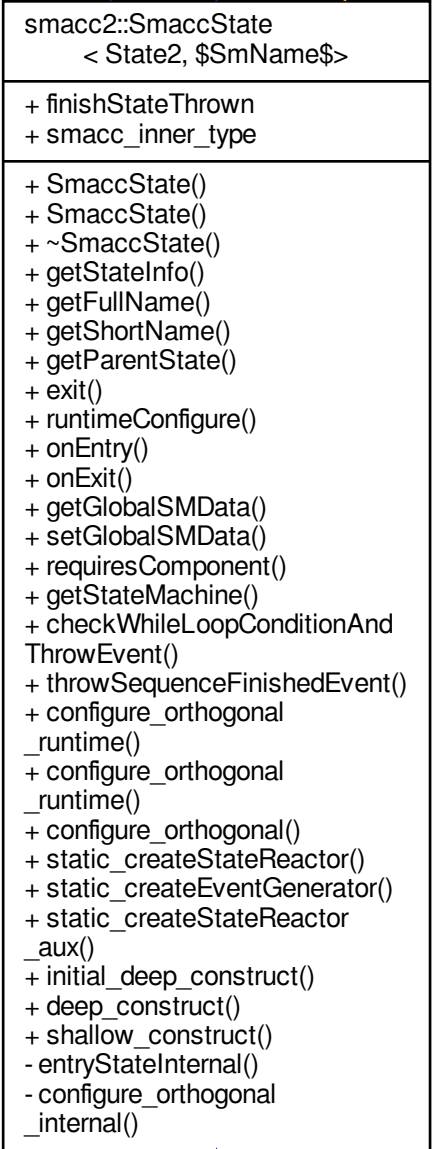 smacc2::SmaccState
< State2, $SmName$>
+ finishStateThrown
+ smacc_inner_type
+ SmaccState()
+ SmaccState()
+ ~SmaccState()
+ getStateInfo()
+ getFullName()
+ getShortName()
+ getParentState()
+ exit()
+ runtimeConfigure()
+ onEntry()
+ onExit()
+ getGlobalSMData()
+ setGlobalSMData()
+ requiresComponent()
+ getStateMachine()
+ checkWhileLoopConditionAnd
ThrowEvent()
+ throwSequenceFinishedEvent()
+ configure_orthogonal
_runtime()
+ configure_orthogonal
_runtime()
+ configure_orthogonal()
+ static_createStateReactor()
+ static_createEventGenerator()
+ static_createStateReactor
_aux()
+ initial_deep_construct()
+ deep_construct()
+ shallow_construct()
- entryStateInternal()
- configure_orthogonal
_internal()